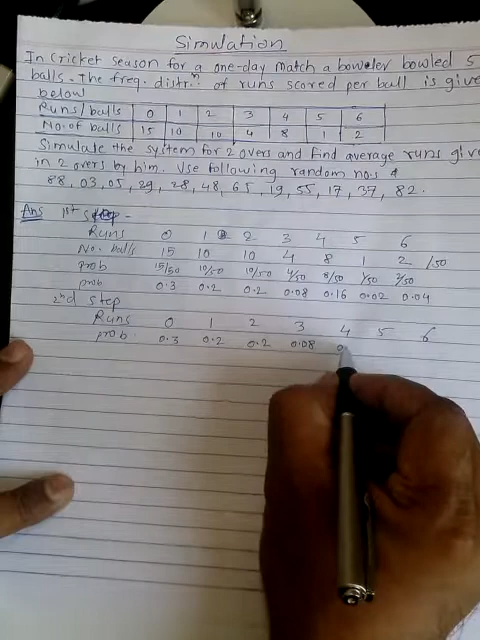 Simulation
In cricket season for a one-day match a bowler bowled 5
balls. The freq. distrⁿ. of runs scored per ball is give
below
Runs/balls 0 1 2 3 4 5 6
No. of balls 15 10 10 4 8 1 2
Simulate the system for 2 overs and find average runs give
in 2 overs by him. Use following random no.s
88, 03, 05, 29, 28, 48, 65, 19, 55, 17, 37, 82.
Ans 1st step -
Runs 0 1 2 3 4 5 6
No. balls 15 10 10 4 8 1 2 /50
prob 15/50 10/50 10/50 4/50 8/50 1/50 2/50
prob 0.3 0.2 0.2 0.08 0.16 0.02 0.04
2nd step
Runs 0 1 2 3 4 5 6
prob. 0.3 0.2 0.2 0.08 0